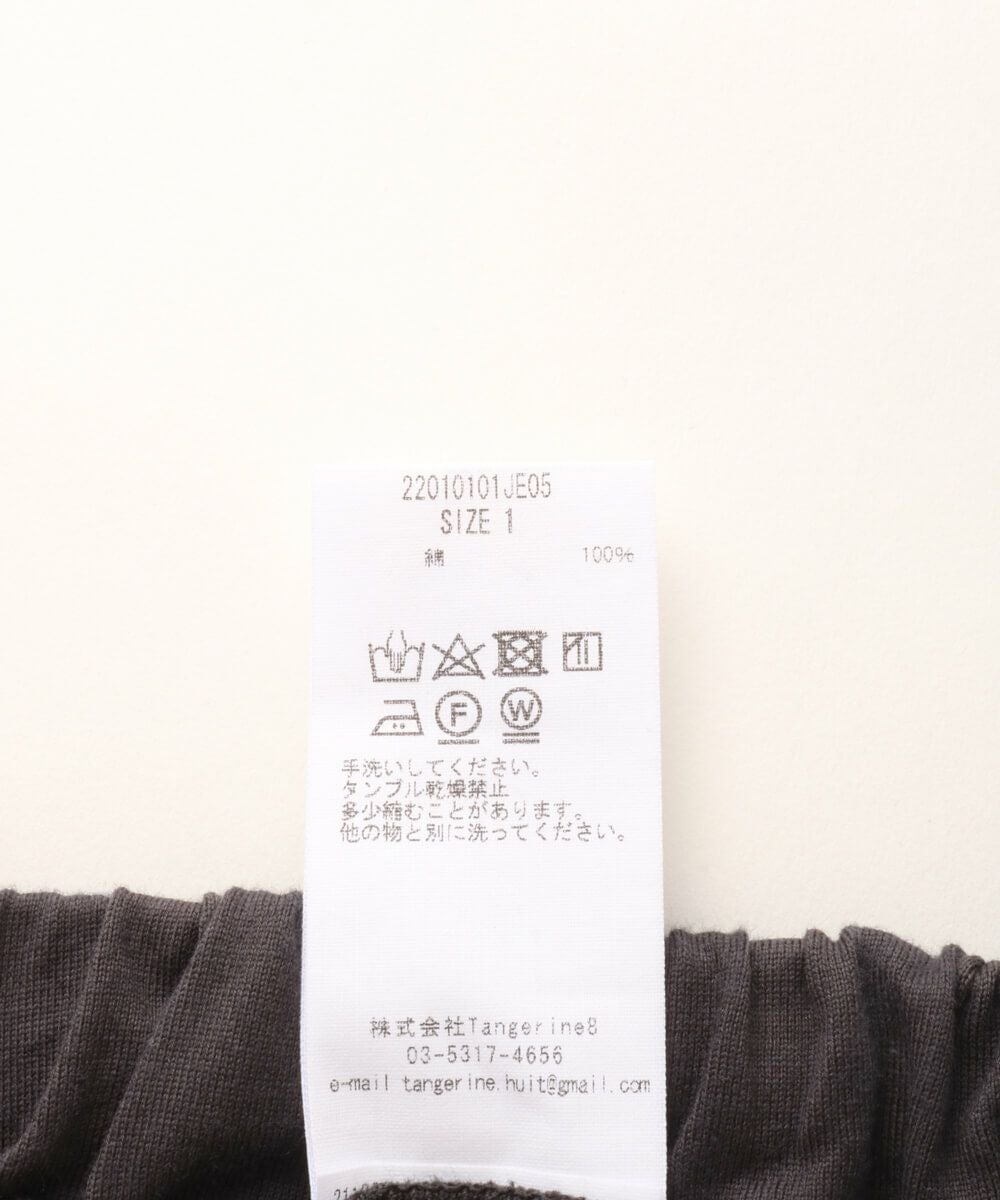 22010101JE05
SIZE 1
綿 100%
F W
手洗いしてください。
タンブル乾燥禁止
多少縮むことがあります。
他の物と別に洗ってください。
株式会社Tangerine8
03-5317-4656
e-mail tangerine.huit@gmail.com